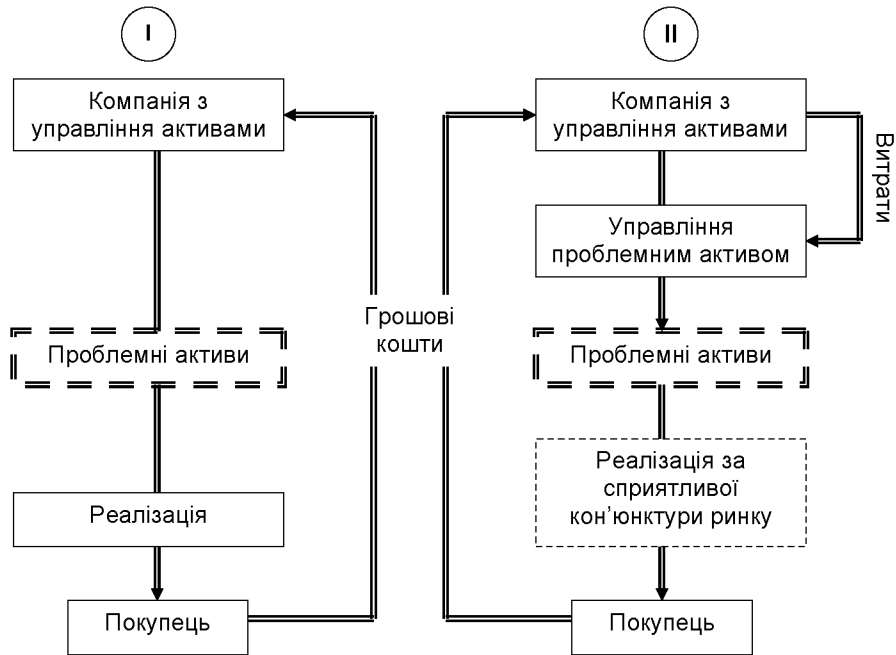 I
Компанія з
управління активами
Проблемні активи
Реалізація
Покупець
Грошові
кошти
II
Компанія з
управління активами
Витрати
Управління
проблемним активом
Проблемні активи
Реалізація за
сприятливої
кон’юнктури ринку
Покупець